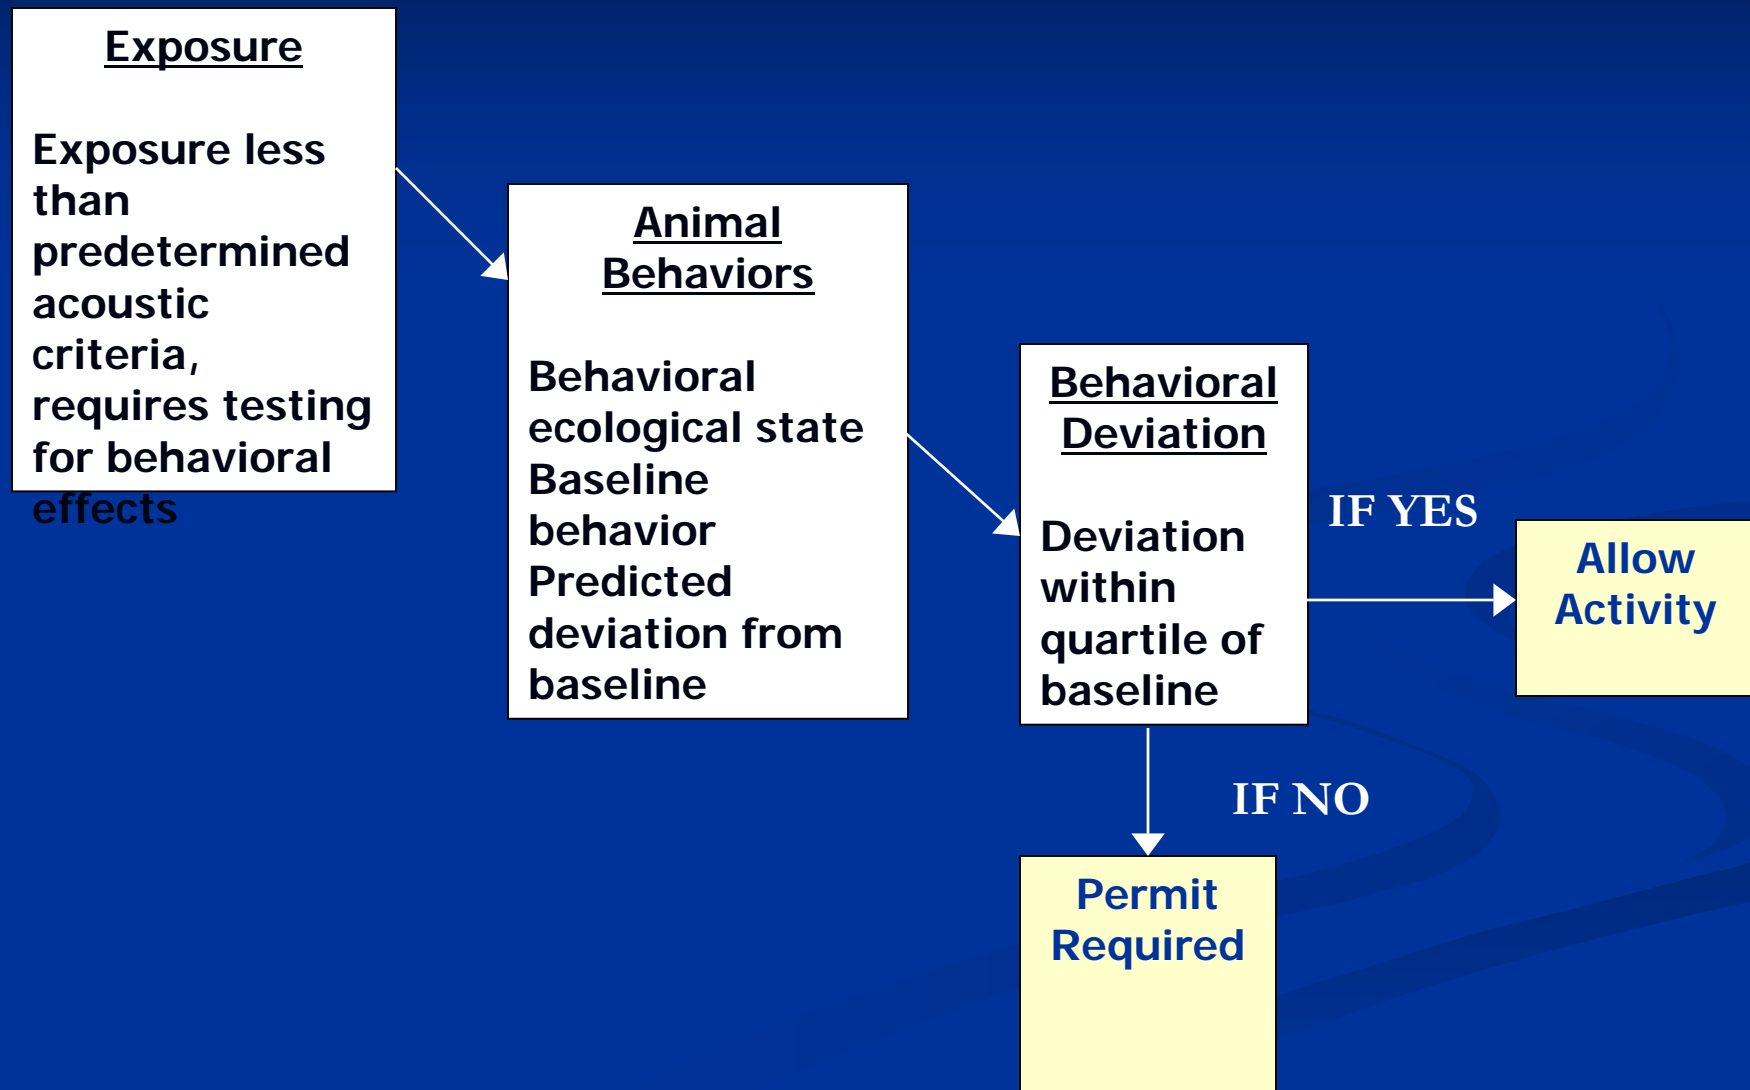 Exposure
Exposure less
than
predetermined
acoustic
criteria,
requires testing
for behavioral
effects
Animal
Behaviors
Behavioral
ecological state
Baseline
behavior
Predicted
deviation from
baseline
Behavioral
Deviation
Deviation
within
quartile of
baseline
IF YES
Allow
Activity
IF NO
Permit
Required